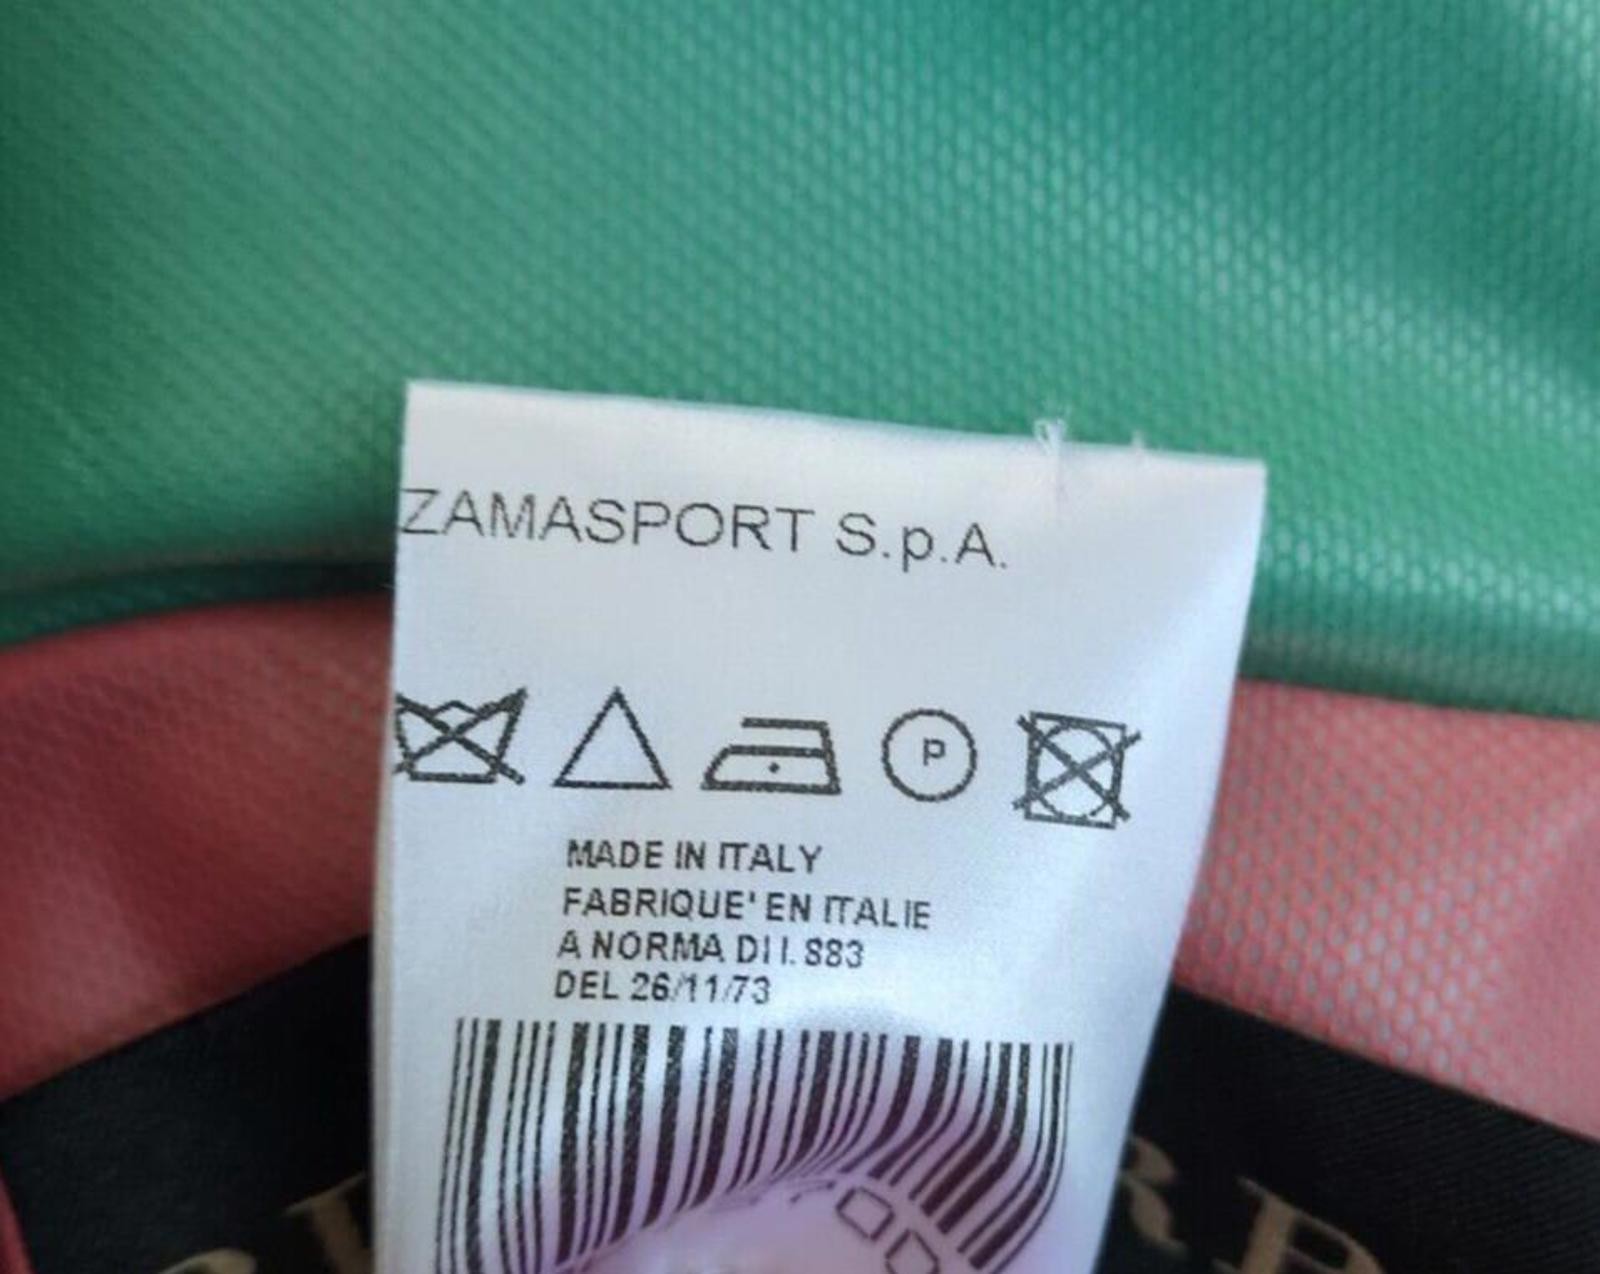 ZAMASPORT S.p.A.
P
MADE IN ITALY
FABRIQUE' EN ITALIE
A NORMA DI I. 883
DEL 26/11/73